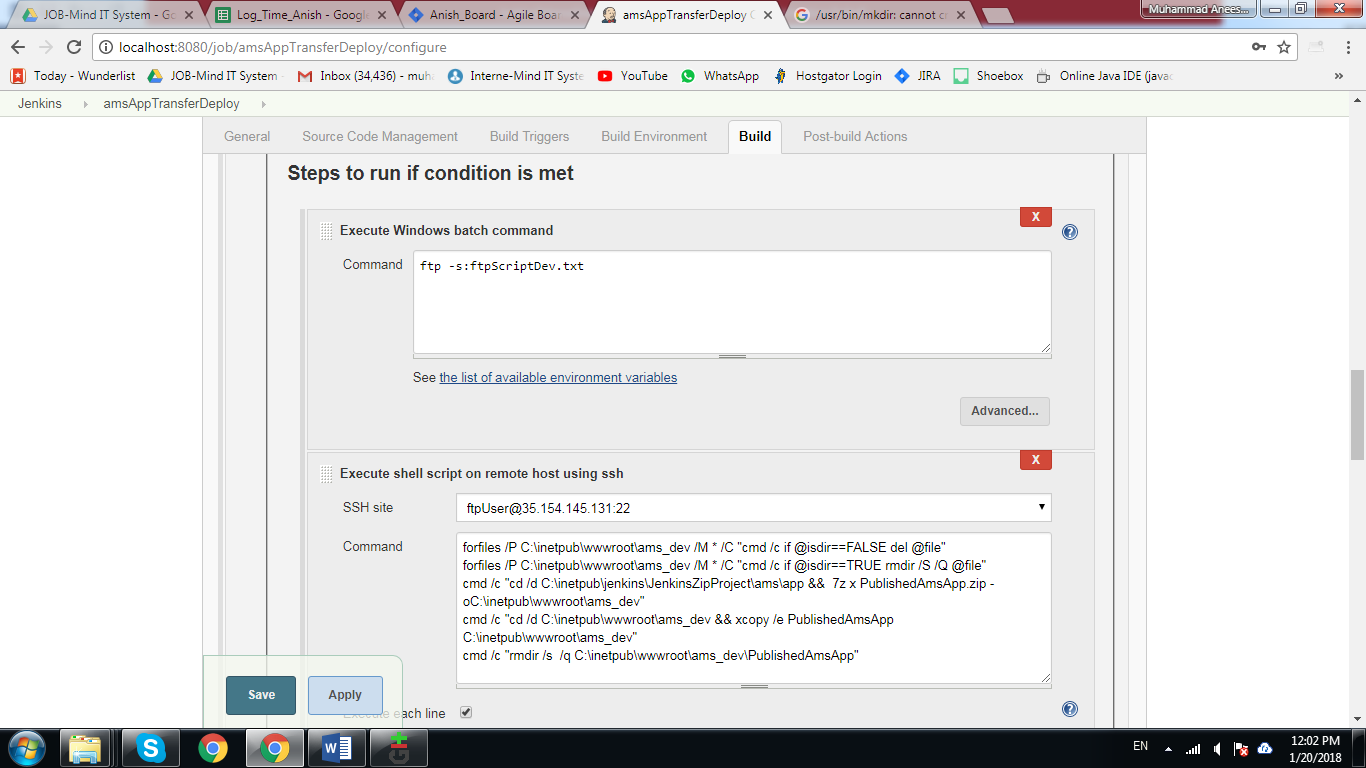 JOB-Mind IT System - Go
Log_Time_Anish - Google
Anish_Board - Agile Boar
amsAppTransferDeploy C
/usr/bin/mkdir: cannot c
Muhammad Anees...
localhost:8080/job/amsAppTransferDeploy/configure
Today - Wunderlist
JOB-Mind IT System
Inbox (34,436) - muh
Interne-Mind IT Syste
YouTube
WhatsApp
Hostgator Login
JIRA
Shoebox
Online Java IDE (javac
»
Jenkins
amsAppTransferDeploy
General
Source Code Management
Build Triggers
Build Environment
Build
Post-build Actions
Steps to run if condition is met
X
Execute Windows batch command
Command
ftp -s:ftpScriptDev.txt
See the list of available environment variables
Advanced...
X
Execute shell script on remote host using ssh
SSH site
ftpUser@35.154.145.131:22
Command
forfiles /P C:\inetpub\wwwroot\ams_dev /M * /C "cmd /c if @isdir==FALSE del @file"
forfiles /P C:\inetpub\wwwroot\ams_dev /M * /C "cmd /c if @isdir==TRUE rmdir /S /Q @file"
cmd /c "cd /d C:\inetpub\jenkins\JenkinsZipProject\ams\app && 7z x PublishedAmsApp.zip -
oC:\inetpub\wwwroot\ams_dev"
cmd /c "cd /d C:\inetpub\wwwroot\ams_dev && xcopy /e PublishedAmsApp
C:\inetpub\wwwroot\ams_dev"
cmd /c "rmdir /s /q C:\inetpub\wwwroot\ams_dev\PublishedAmsApp"
Save
Apply
Execute each line
EN
12:02 PM
1/20/2018